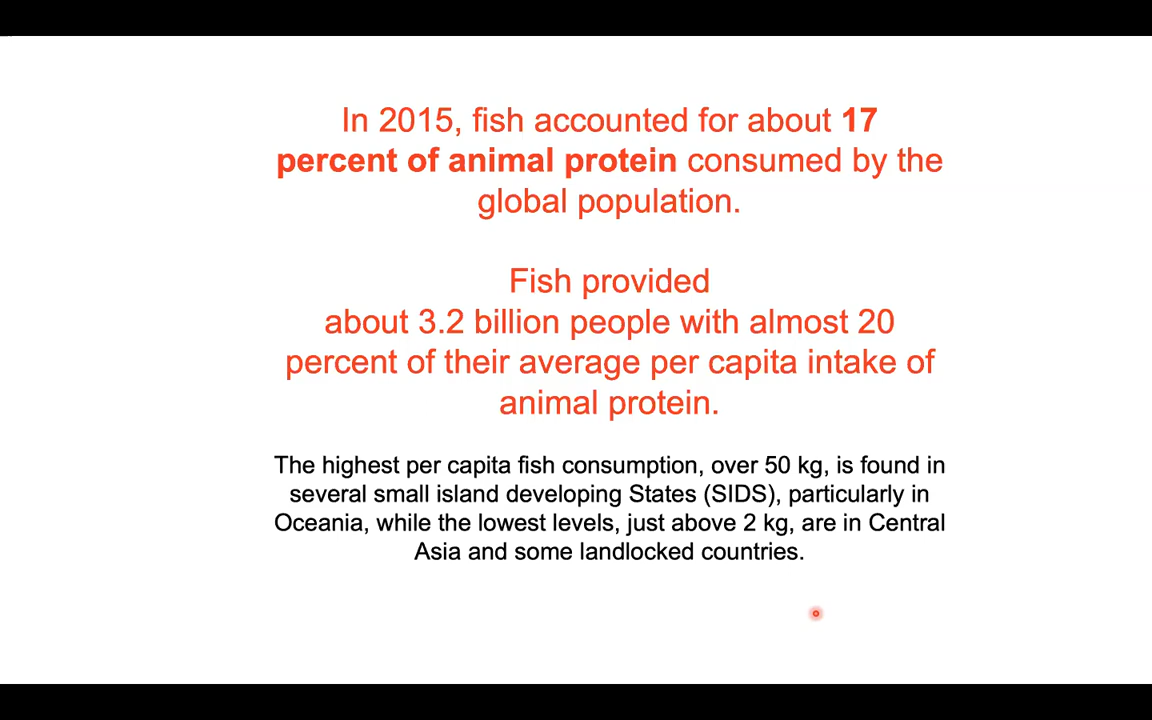 In 2015, fish accounted for about 17
percent of animal protein consumed by the
global population.
Fish provided
about 3.2 billion people with almost 20
percent of their average per capita intake of
animal protein.
The highest per capita fish consumption, over 50 kg, is found in
several small island developing States (SIDS), particularly in
Oceania, while the lowest levels, just above 2 kg, are in Central
Asia and some landlocked countries.